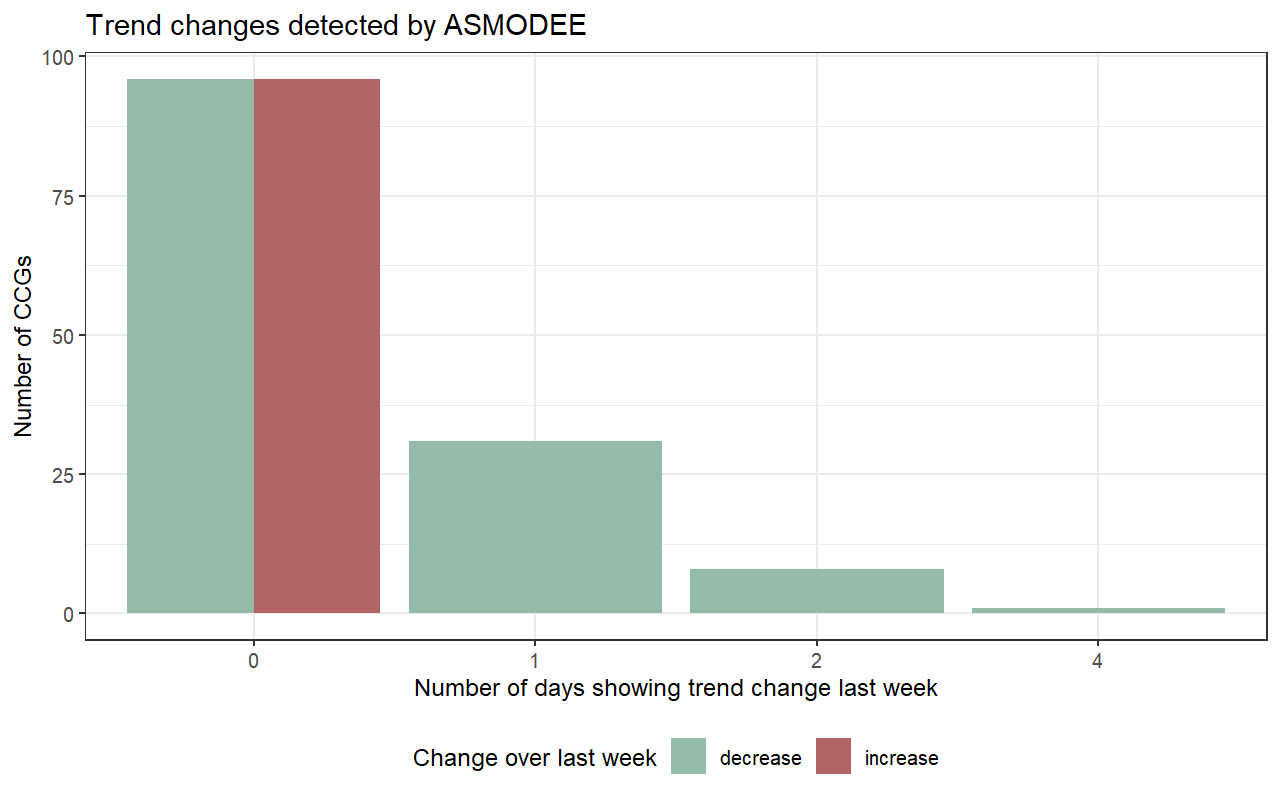 Trend changes detected by ASMODEE
100
75
50
25
0
Number of CCGs
0 1 2 4
Number of days showing trend change last week
Change over last week decrease increase